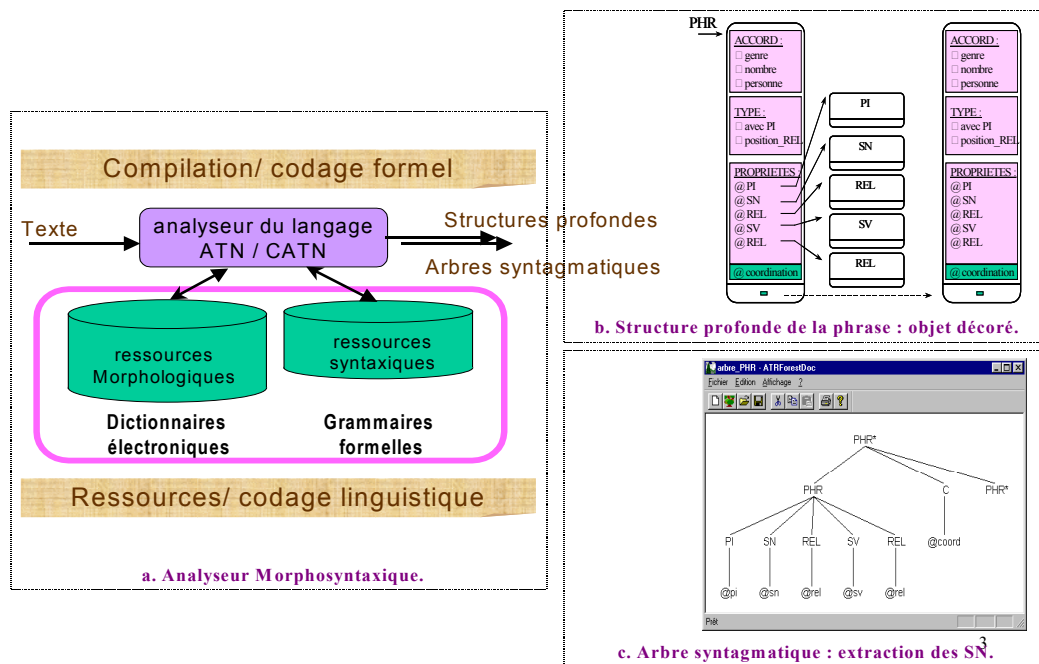 Compilation/ codage formel
Texte
analyseur du langage
ATN / CATN
Structures profondes
Arbres syntagmatiques
ressources
Morphologiques
ressources
syntaxiques
Dictionnaires
électroniques
Grammaires
formelles
Ressources/ codage linguistique
a. Analyseur Morphosyntaxique.
PHR
ACCORD :
□ genre
□ nombre
□ personne
TYPE :
□ avec PI
□ position_REL
PROPRIETES :
@ PI
@ SN
@ REL
@ SV
@ REL
@ coordination
PI
SN
REL
SV
REL
ACCORD :
□ genre
□ nombre
□ personne
TYPE :
□ avec PI
□ position_REL
PROPRIETES :
@ PI
@ SN
@ REL
@ SV
@ REL
@ coordination
b. Structure profonde de la phrase : objet décoré.
arbre_PHR - ATRForestDoc
Fichier Edition Affichage ?
PHR*
PHR C PHR*
PI SN REL SV REL @coord
@pi @sn @rel @sv @rel
Prêt
3
c. Arbre syntagmatique : extraction des SN.